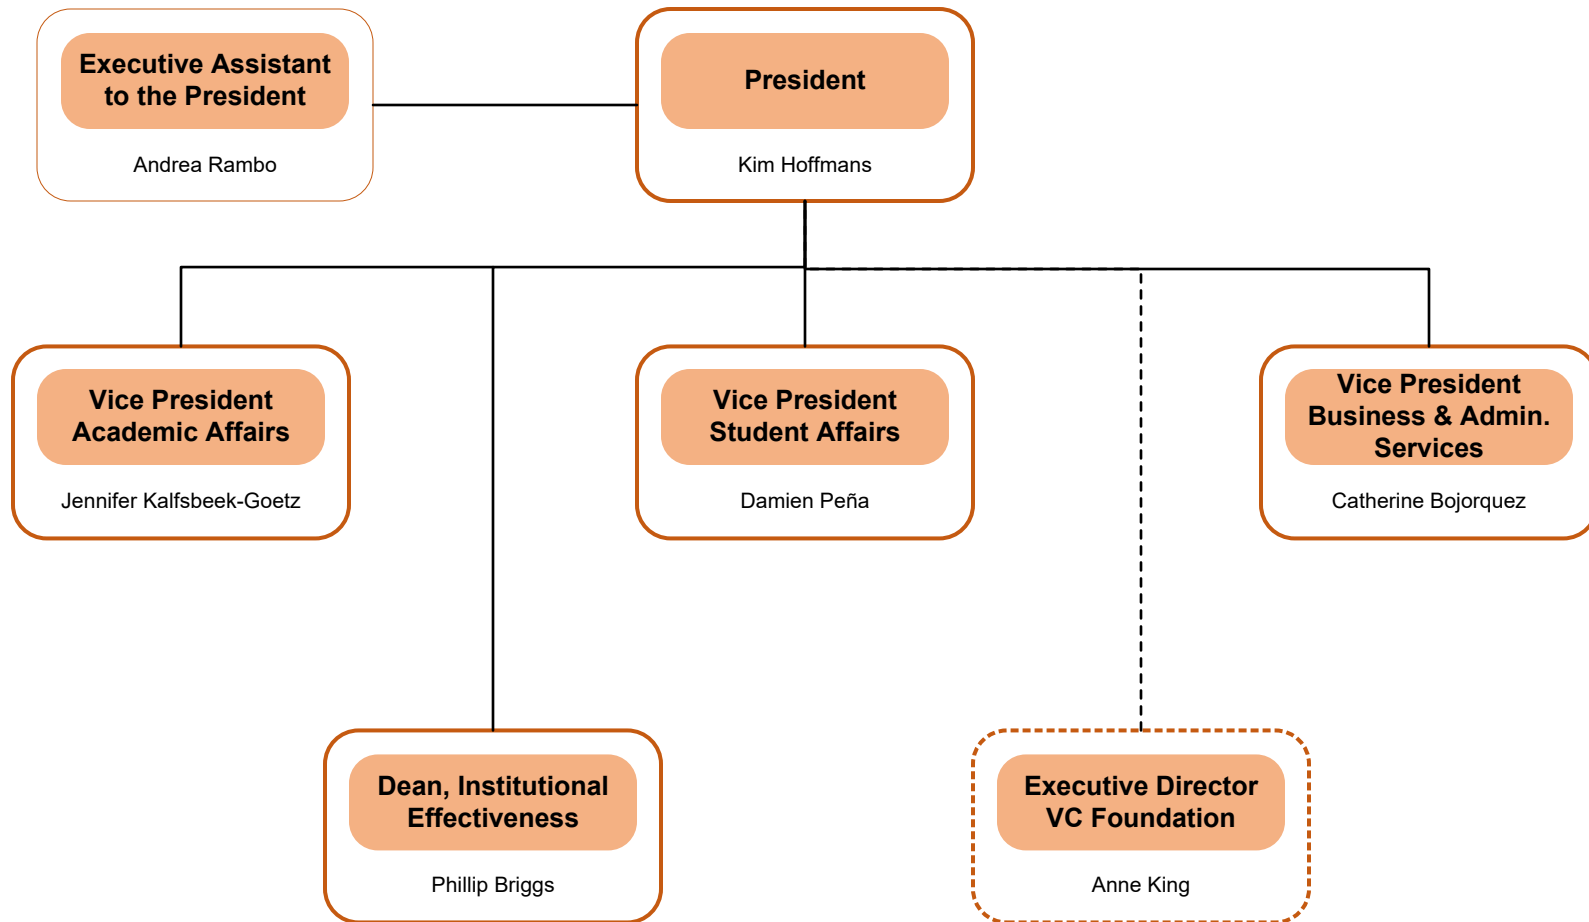 Executive Assistant
to the President
Andrea Rambo
President
Kim Hoffmans
Vice President
Academic Affairs
Jennifer Kalfsbeek-Goetz
Vice President
Student Affairs
Damien Peña
Vice President
Business & Admin.
Services
Catherine Bojorquez
Dean, Institutional
Effectiveness
Phillip Briggs
Executive Director
VC Foundation
Anne King